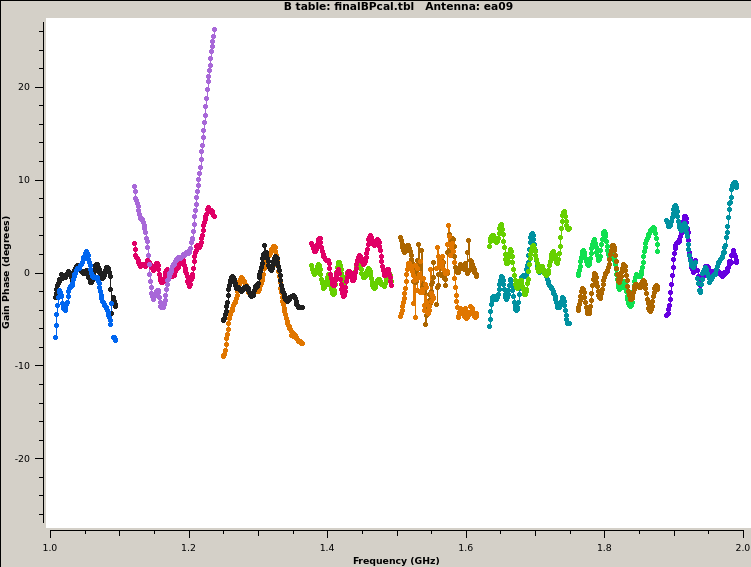 B table: finalBPcal.tbl   Antenna: ea09
Gain Phase (degrees)
20
10
0
-10
-20
1.0 1.2 1.4 1.6 1.8 2.0
Frequency (GHz)